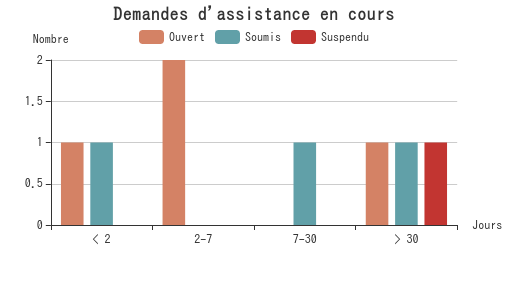 Demandes d'assistance en cours
Nombre
Ouvert Soumis Suspendu
2
1.5
1
0.5
0
Jours
< 2 2-7 7-30 > 30